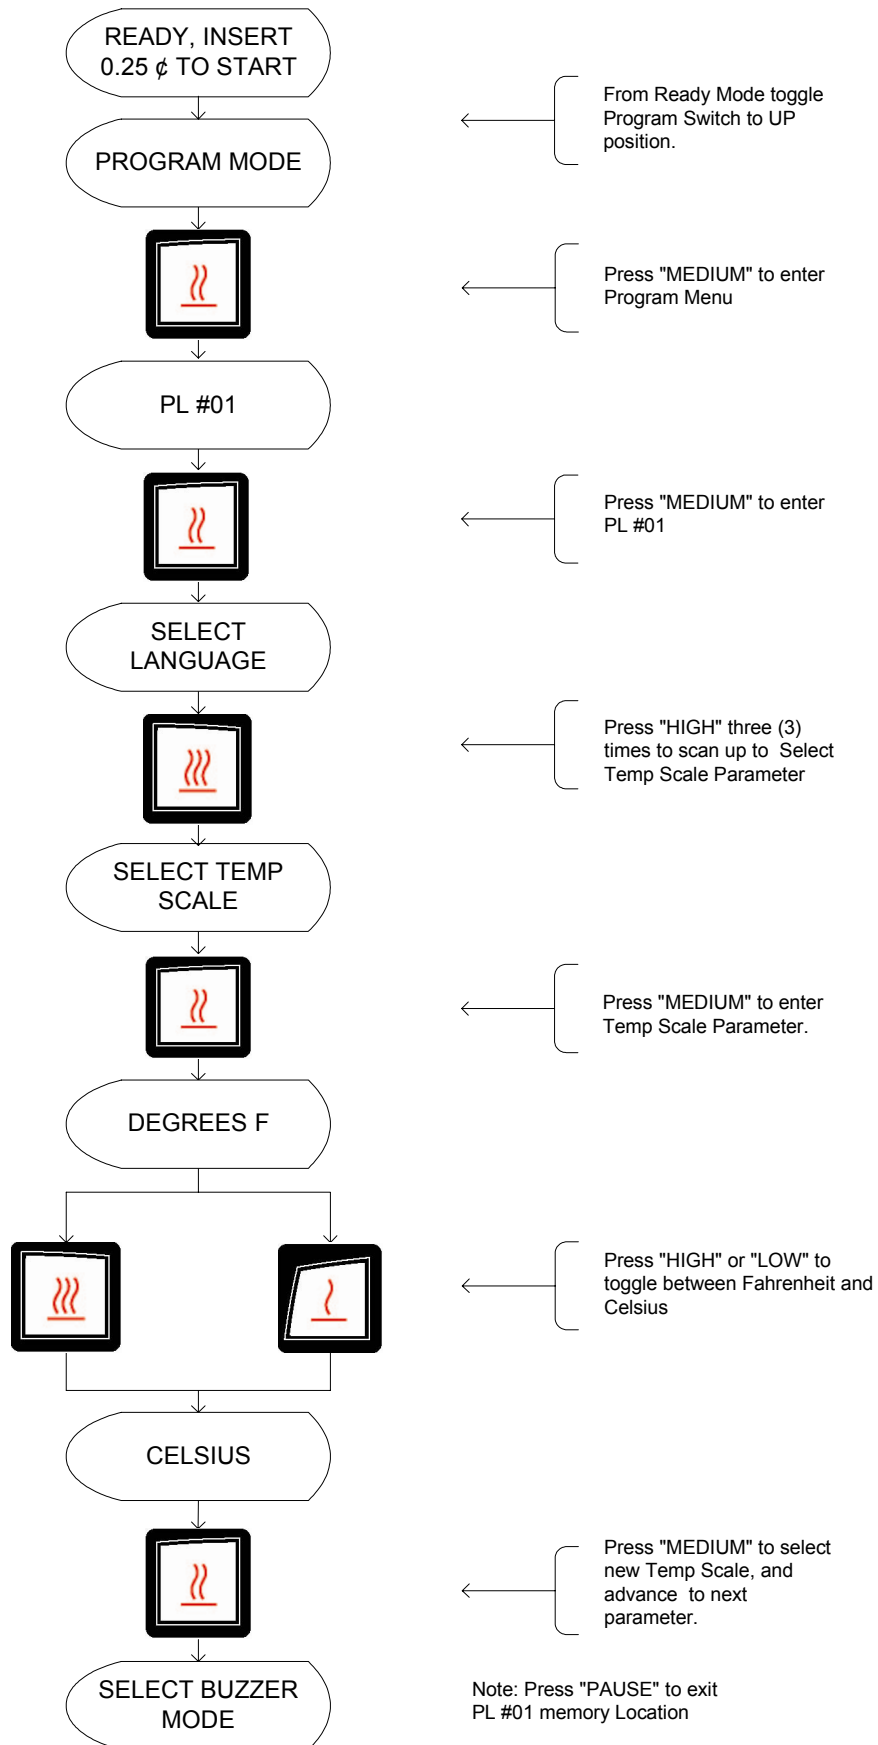 READY, INSERT
0.25 ¢ TO START
From Ready Mode toggle
Program Switch to UP
position.
PROGRAM MODE
Press "MEDIUM" to enter
Program Menu
PL #01
Press "MEDIUM" to enter
PL #01
SELECT
LANGUAGE
Press "HIGH" three (3)
times to scan up to Select
Temp Scale Parameter
SELECT TEMP
SCALE
Press "MEDIUM" to enter
Temp Scale Parameter.
DEGREES F
Press "HIGH" or "LOW" to
toggle between Fahrenheit and
Celsius
CELSIUS
Press "MEDIUM" to select
new Temp Scale, and
advance to next
parameter.
SELECT BUZZER
MODE
Note: Press "PAUSE" to exit
PL #01 memory Location